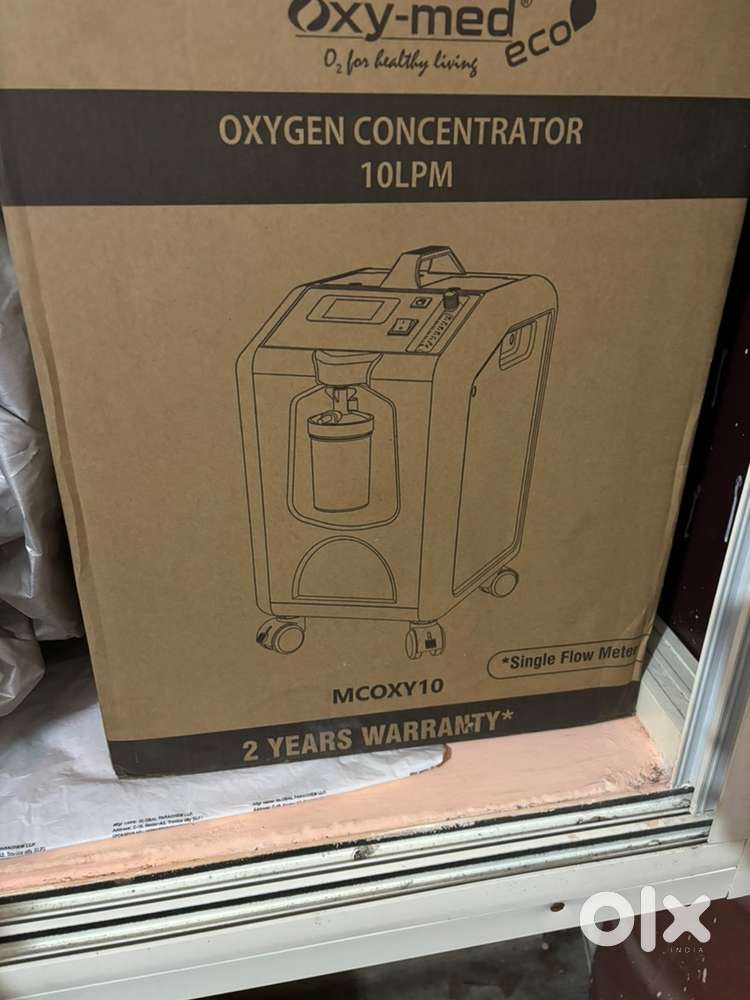 Oxy-med®
eco
O₂ for healthy living
OXYGEN CONCENTRATOR
10LPM
*Single Flow Meter
MCOXY10
2 YEARS WARRANTY*
olx
INDIA